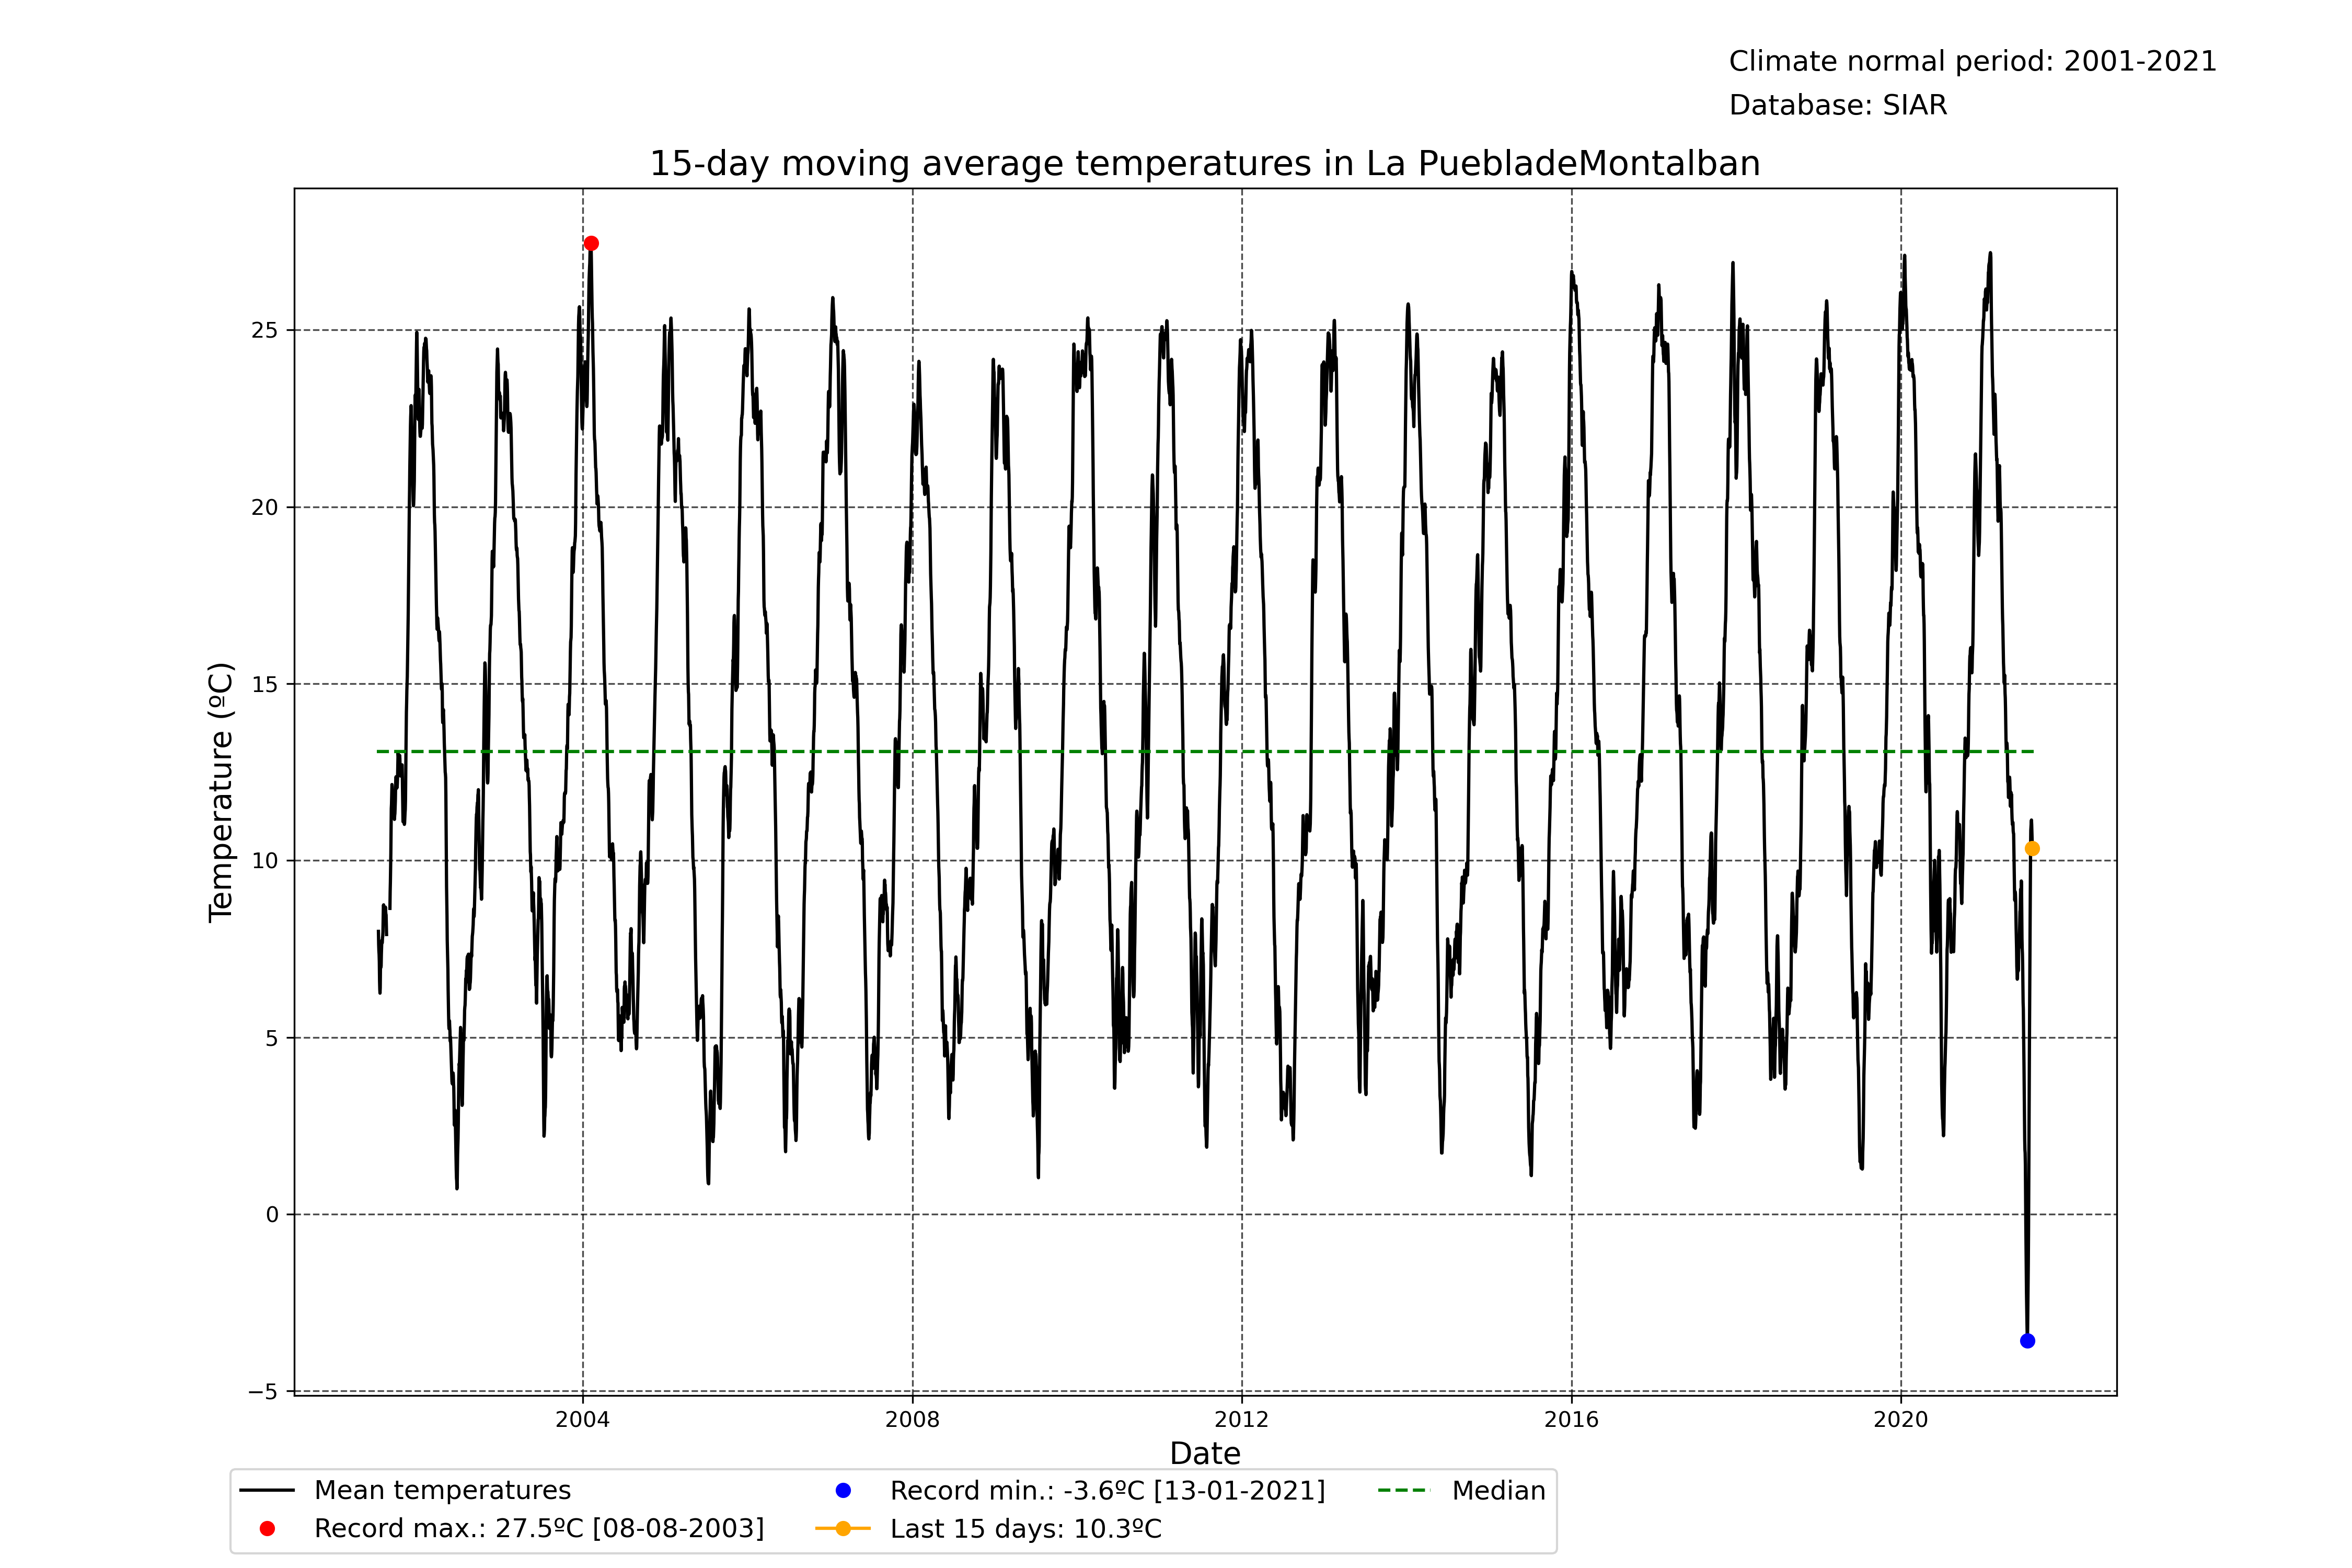 Climate normal period: 2001-2021
Database: SIAR
15-day moving average temperatures in La PuebladeMontalban
25
20
15
10
5
0
−5
Temperature (ºC)
2004 2008 2012 2016 2020
Date
Mean temperatures
Record max.: 27.5ºC [08-08-2003]
Record min.: -3.6ºC [13-01-2021]
Last 15 days: 10.3ºC
Median